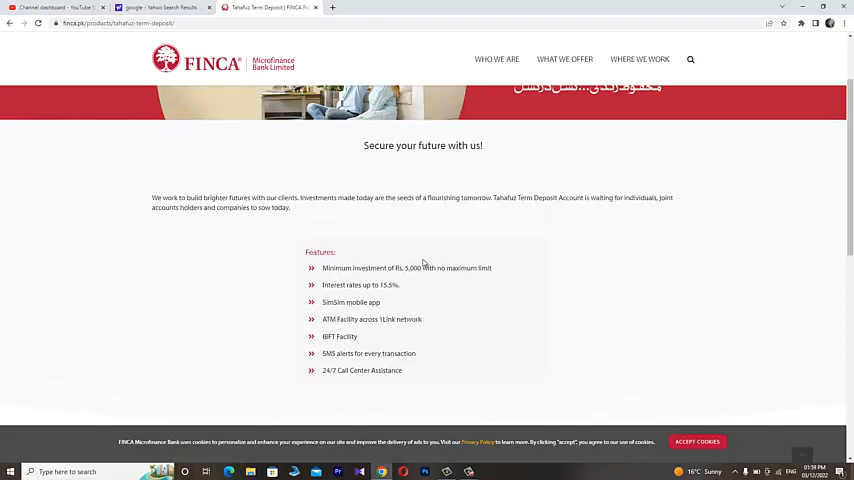 Channel dashboard - YouTube S
google - Yahoo Search Results
Tahafuz Term Deposit | FINCA P
finca.pk/products/tahafuz-term-deposit/
FINCA® Microfinance Bank Limited
WHO WE ARE
WHAT WE OFFER
WHERE WE WORK
Secure your future with us!
We work to build brighter futures with our clients. Investments made today are the seeds of a flourishing tomorrow. Tahafuz Term Deposit Account is waiting for individuals, joint
accounts holders and companies to sow today.
Features:
Minimum investment of Rs. 5,000 with no maximum limit
Interest rates up to 15.5%.
SimSim mobile app
ATM Facility across 1Link network
IBFT Facility
SMS alerts for every transaction
24/7 Call Center Assistance
FINCA Microfinance Bank uses cookies to personalize and enhance your experience on our site and improve the delivery of ads to you. Visit our Privacy Policy to learn more. By clicking "accept", you agree to our use of cookies.
ACCEPT COOKIES
Type here to search
16°C Sunny
ENG
01:59 PM
03/12/2022